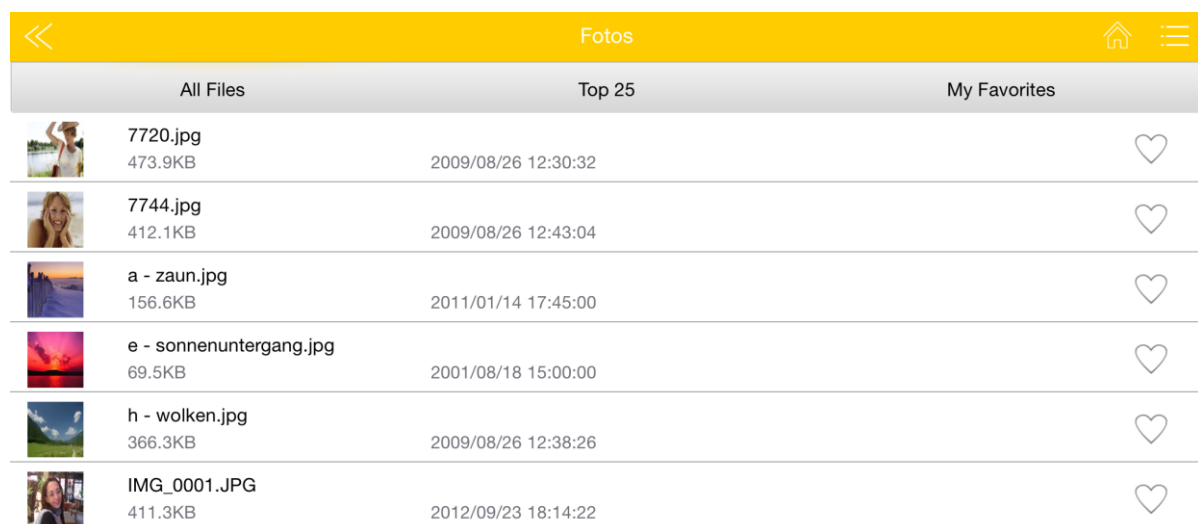 Fotos
All Files Top 25 My Favorites
7720.jpg
473.9KB 2009/08/26 12:30:32
7744.jpg
412.1KB 2009/08/26 12:43:04
a - zaun.jpg
156.6KB 2011/01/14 17:45:00
e - sonnenuntergang.jpg
69.5KB 2001/08/18 15:00:00
h - wolken.jpg
366.3KB 2009/08/26 12:38:26
IMG_0001.JPG
411.3KB 2012/09/23 18:14:22